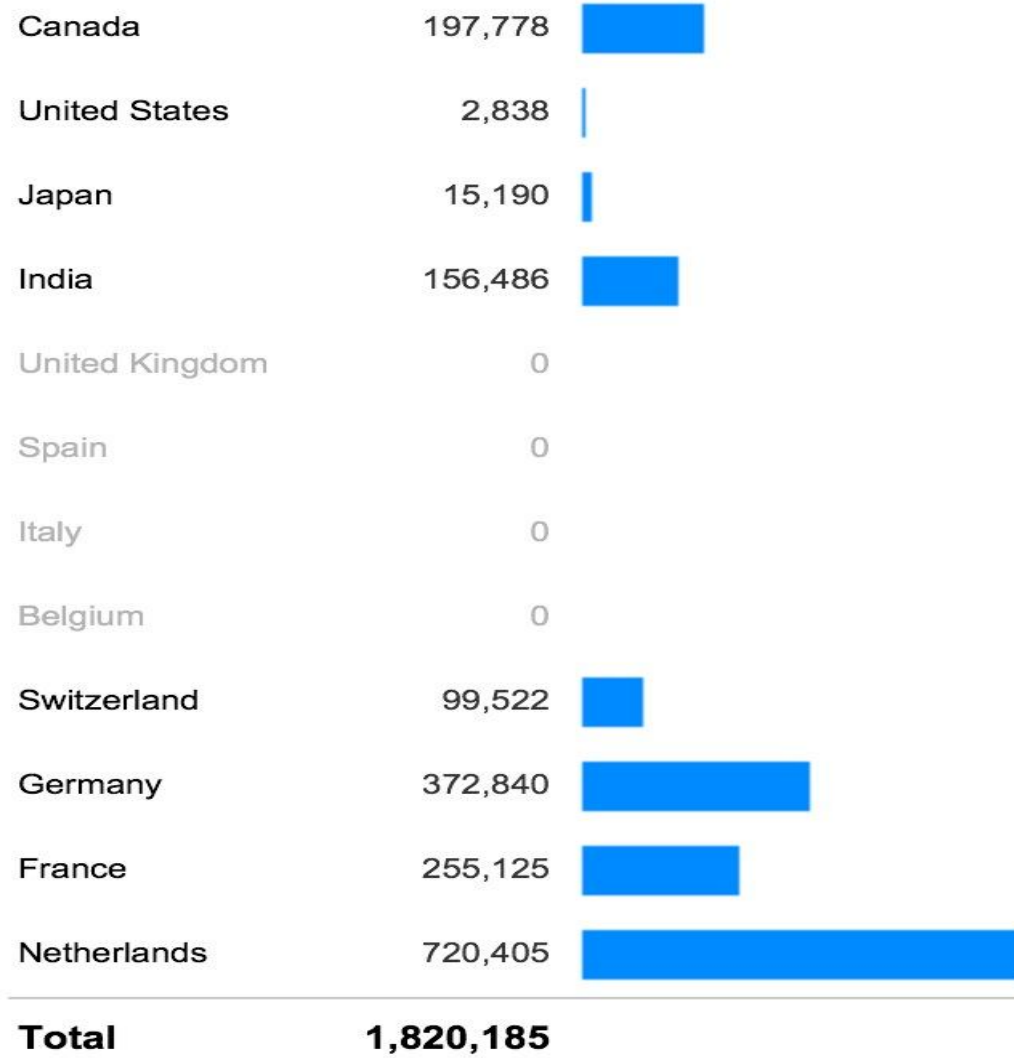 Canada 197,778
United States 2,838
Japan 15,190
India 156,486
United Kingdom 0
Spain 0
Italy 0
Belgium 0
Switzerland 99,522
Germany 372,840
France 255,125
Netherlands 720,405
Total 1,820,185